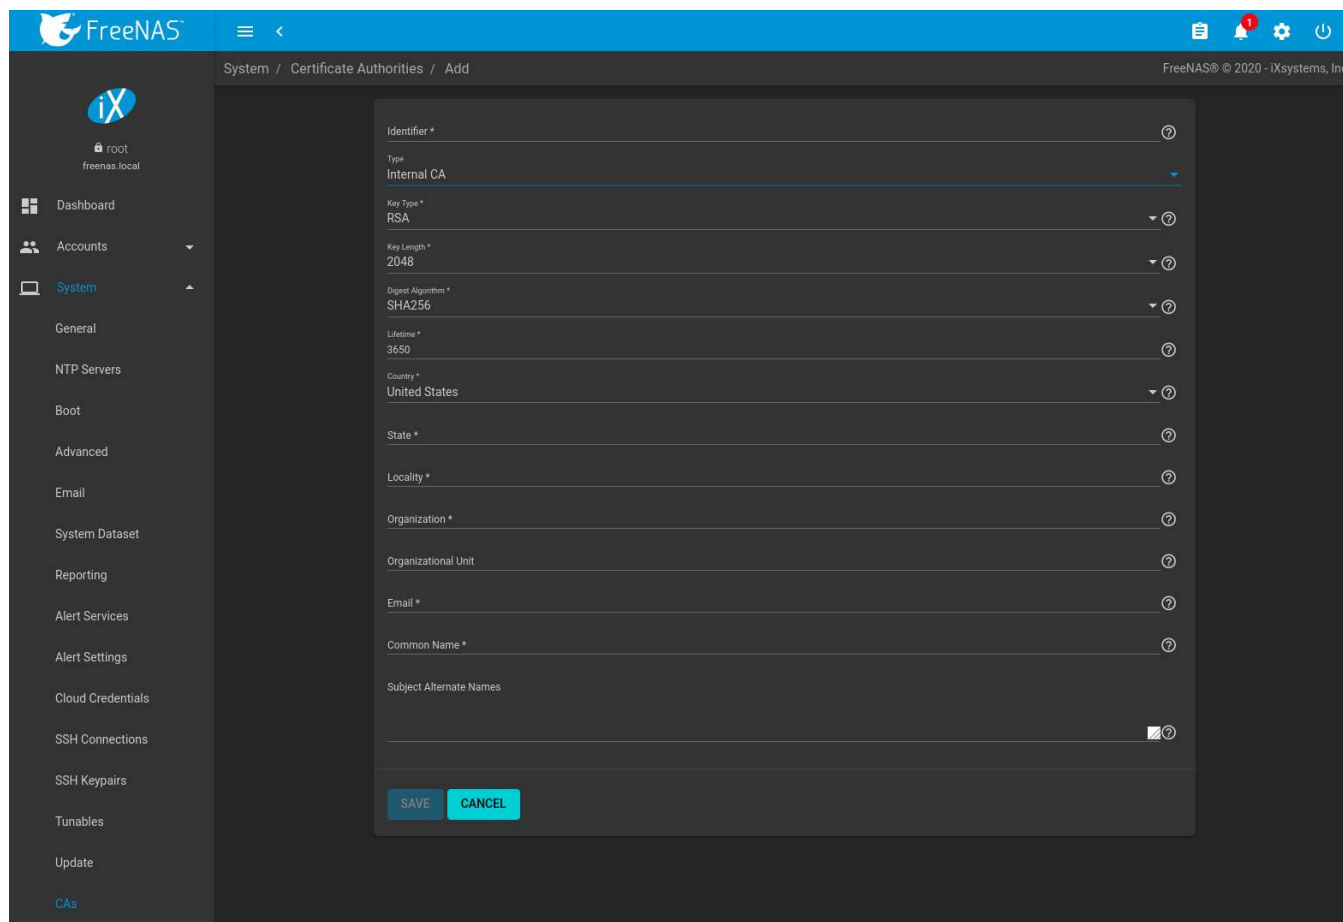 FreeNAS™
1
System / Certificate Authorities / Add
FreeNAS® © 2020 - iXsystems, Inc
iX
root
freenas.local
Dashboard
Accounts
System
General
NTP Servers
Boot
Advanced
Email
System Dataset
Reporting
Alert Services
Alert Settings
Cloud Credentials
SSH Connections
SSH Keypairs
Tunables
Update
CAs
Identifier *
Type
Internal CA
Key Type *
RSA
Key Length *
2048
Digest Algorithm *
SHA256
Lifetime *
3650
Country *
United States
State *
Locality *
Organization *
Organizational Unit
Email *
Common Name *
Subject Alternate Names
SAVE
CANCEL